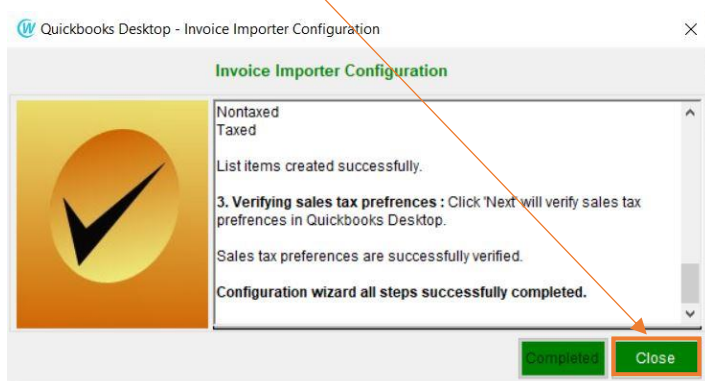 Quickbooks Desktop - Invoice Importer Configuration
Invoice Importer Configuration
Nontaxed
Taxed
List items created successfully.
3. Verifying sales tax prefrences : Click 'Next' will verify sales tax
prefrences in Quickbooks Desktop.
Sales tax preferences are successfully verified.
Configuration wizard all steps successfully completed.
Completed
Close